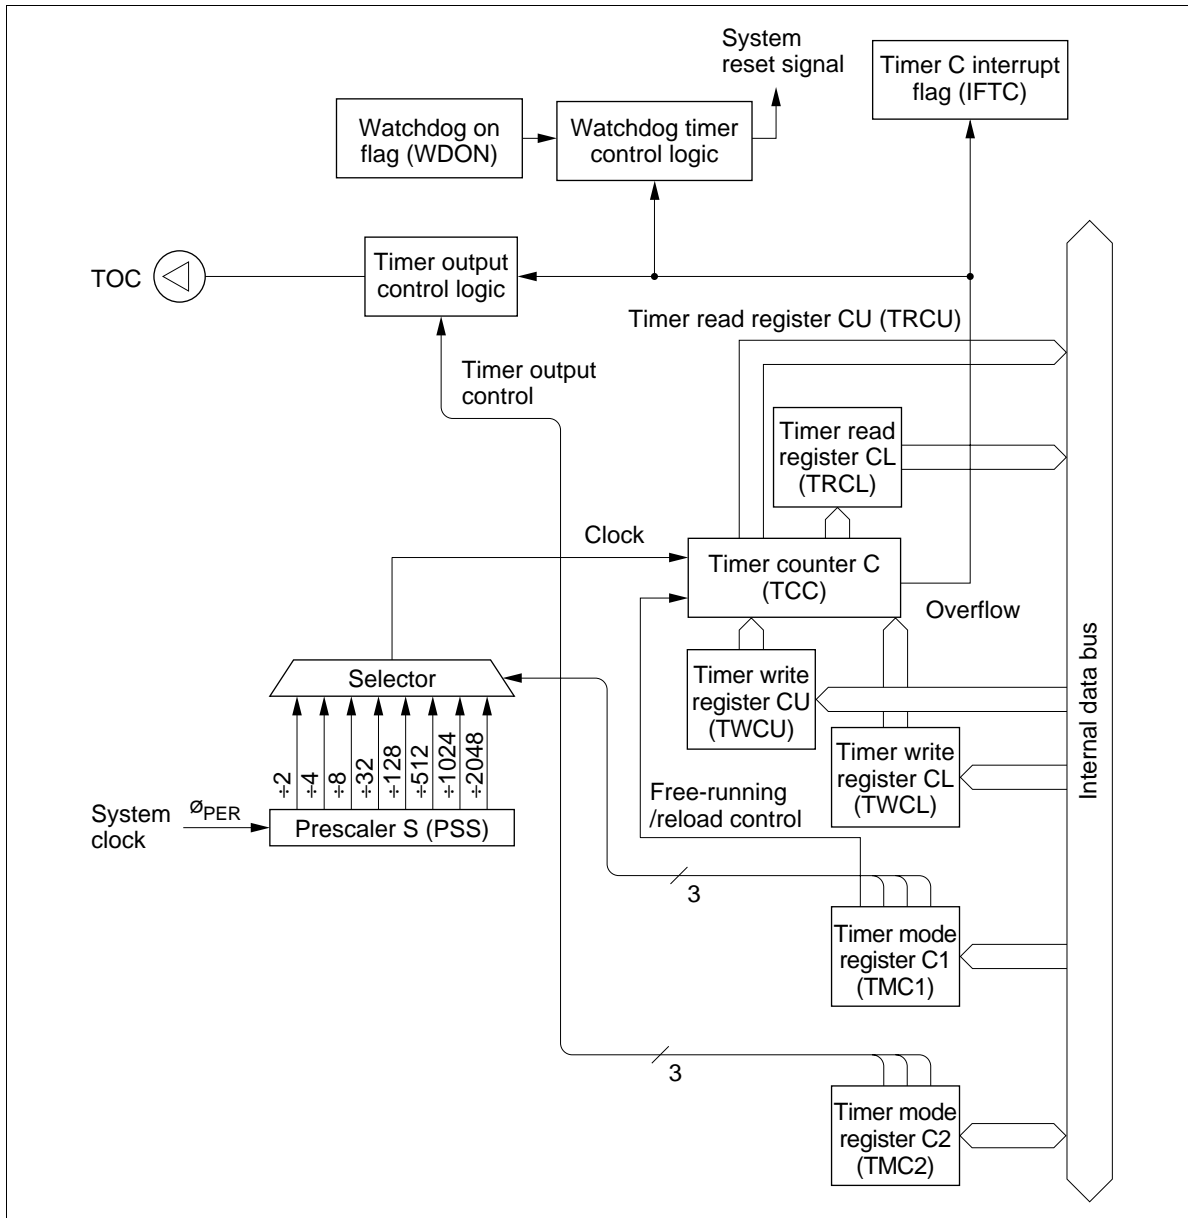 System
reset signal
Timer C interrupt
flag (IFTC)
Watchdog on
flag (WDON)
Watchdog timer
control logic
TOC
Timer output
control logic
Timer read register CU (TRCU)
Timer output
control
Timer read
register CL
(TRCL)
Clock
Timer counter C
(TCC)
Overflow
Internal data bus
Selector
Timer write
register CU
(TWCU)
Timer write
register CL
(TWCL)
÷2
÷4
÷8
÷32
÷128
÷512
÷1024
÷2048
System
clock
øPER
Prescaler S (PSS)
Free-running
/reload control
3
Timer mode
register C1
(TMC1)
3
Timer mode
register C2
(TMC2)